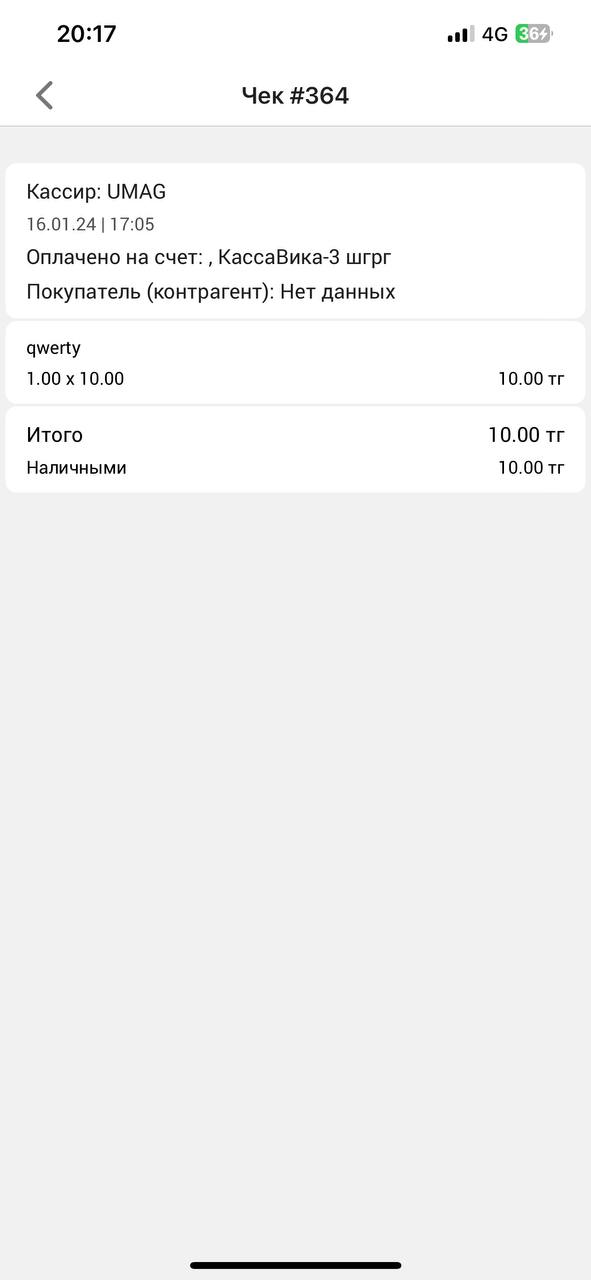 20:17 4G 36
Чек #364
Кассир: UMAG
16.01.24 | 17:05
Оплачено на счет: , КассаВика-3 шгрг
Покупатель (контрагент): Нет данных
qwerty
1.00 x 10.00 10.00 тг
Итого 10.00 тг
Наличными 10.00 тг